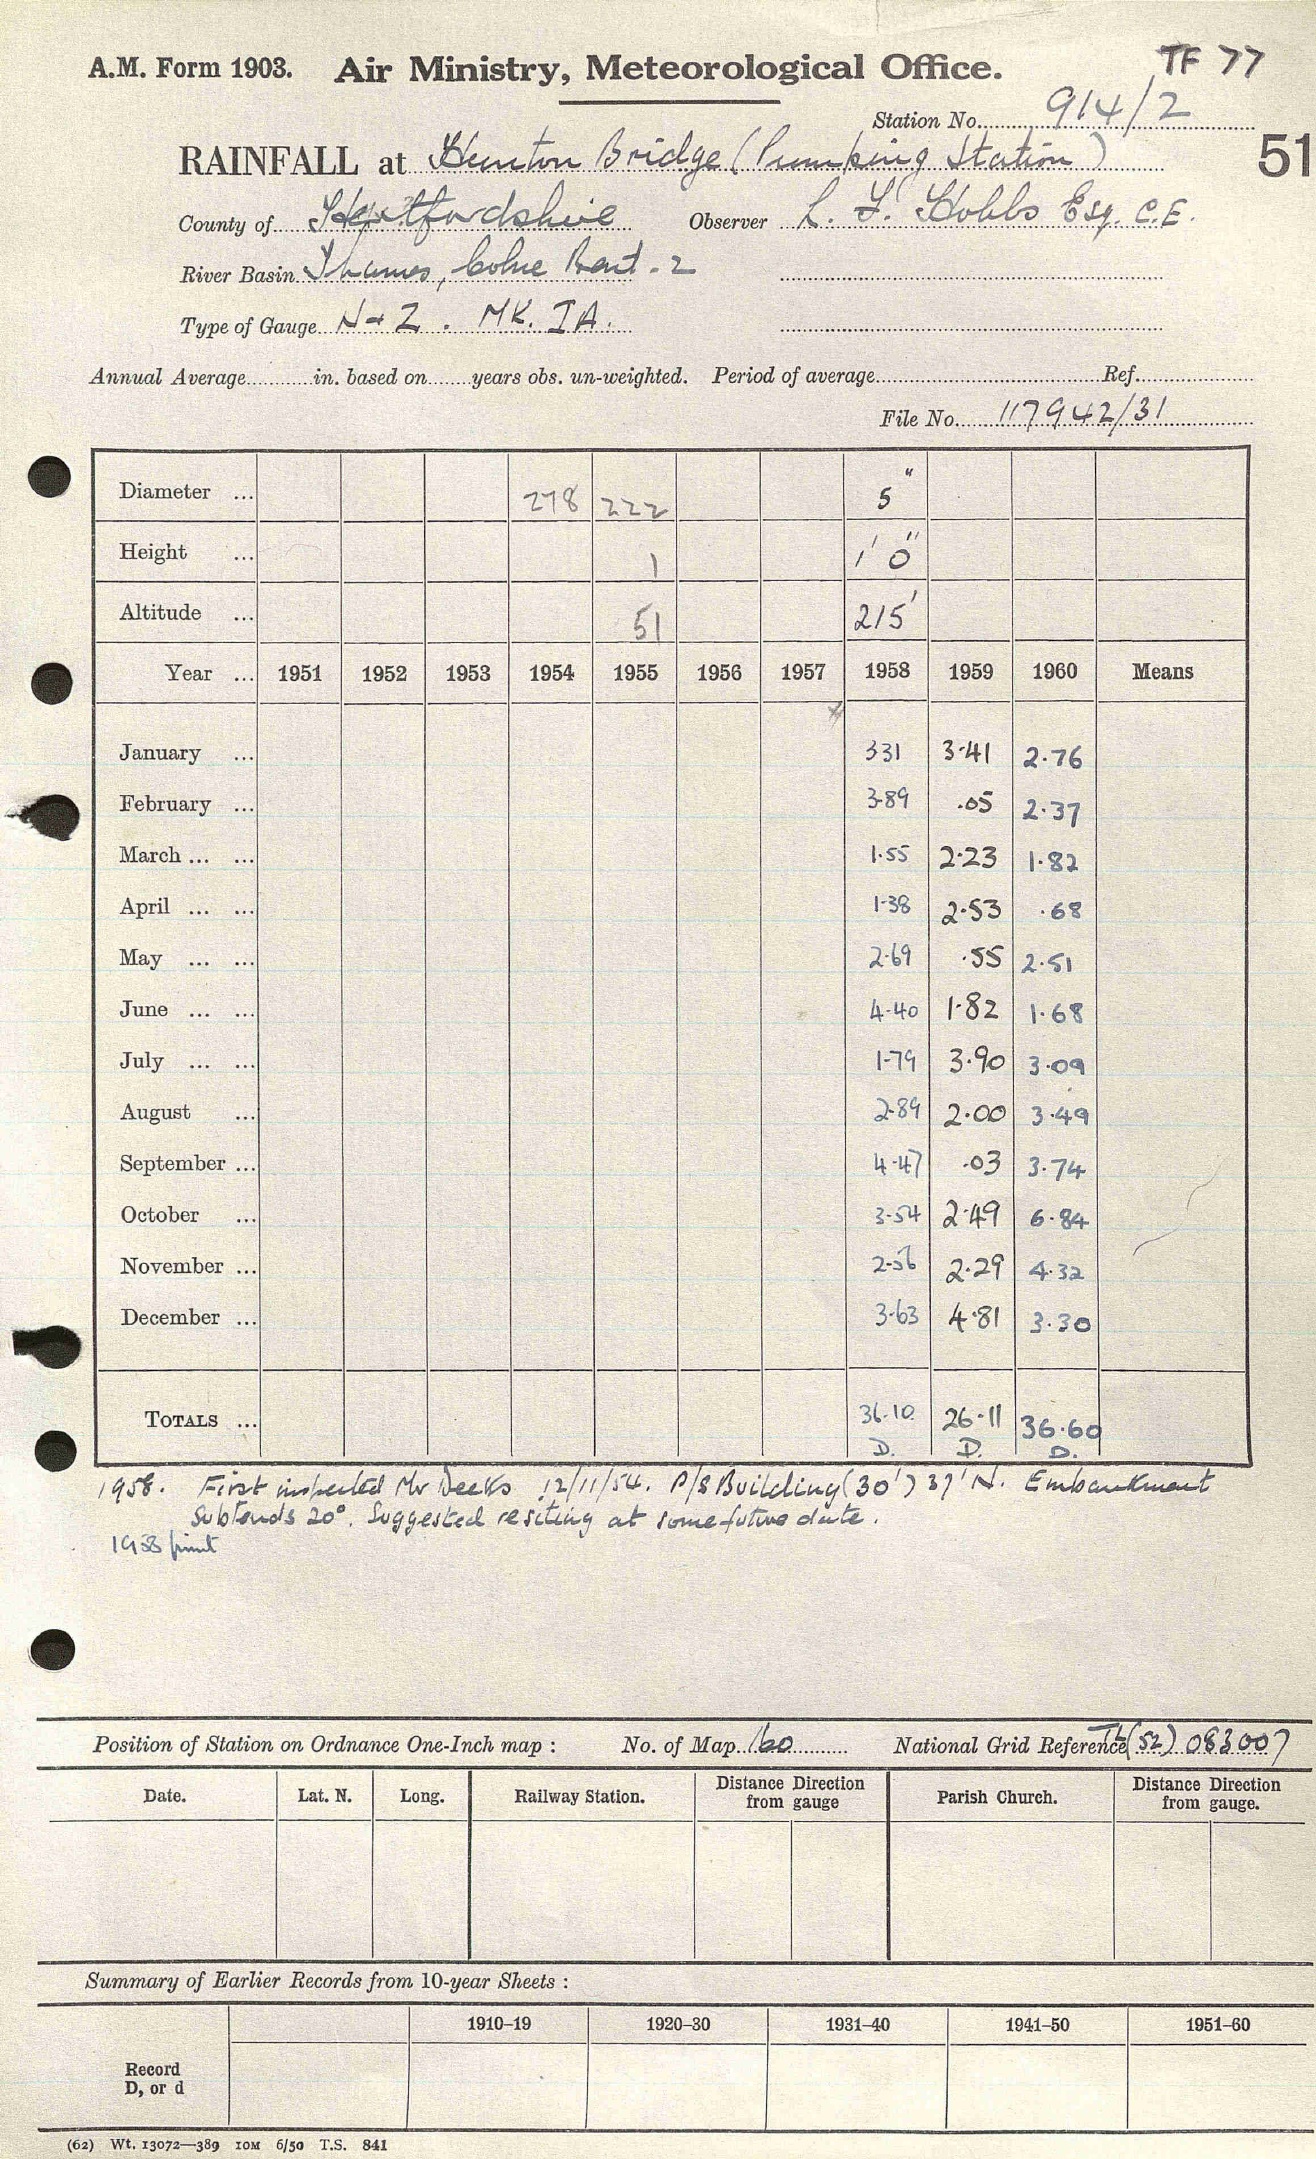 A.M. Form 1903. Air Ministry, Meteorological Office. TF 77
Station No. 914/2
RAINFALL at Hunton Bridge (Pumping Station) 51
County of Hertfordshire Observer L. F. Hobbs Esq. C.E.
River Basin Thames, Colne Bart - 2
Type of Gauge N+Z. MK. IA.
Annual Average in. based on years obs. un-weighted. Period of average Ref.
File No. 117942/31
Diameter ... 278 222 5"
Height ... 1 1' 0"
Altitude ... 51 215'
Year ... 1951 1952 1953 1954 1955 1956 1957 1958 1959 1960 Means
January ... 331 3.41 2.76
February ... 3.89 .05 2.37
March ... ... 1.55 2.23 1.82
April ... ... 1.38 2.53 .68
May ... ... 2.69 .55 2.51
June ... ... 4.40 1.82 1.68
July ... ... 1.79 3.90 3.09
August ... 2.89 2.00 3.49
September ... 4.47 .03 3.74
October ... 3.54 2.49 6.84
November ... 2.56 2.29 4.32
December ... 3.63 4.81 3.30
TOTALS ... 36.10 26.11 36.60
D. D. D.
1958. First inspected Mr Deeks 12/11/54. P/S Building (30') 37' N. Embankment
Subtends 20°. Suggested resiting at some future date.
1958 print
Position of Station on Ordnance One-Inch map : No. of Map 160 National Grid Reference TL (52) 083007
Date. Lat. N. Long. Railway Station. Distance Direction from gauge Parish Church. Distance Direction from gauge.
Summary of Earlier Records from 10-year Sheets :
1910–19 1920–30 1931–40 1941–50 1951–60
Record
D, or d
(62) Wt. 13072—389 10M 6/50 T.S. 841